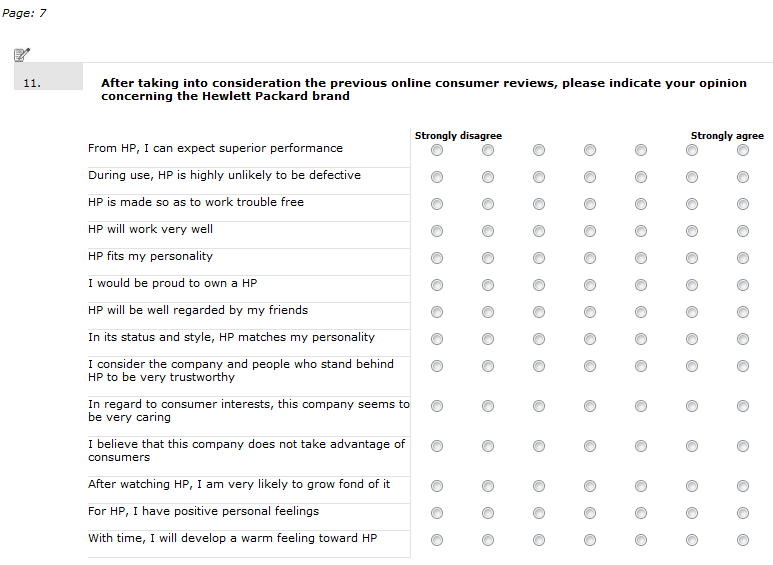 Page: 7
11. After taking into consideration the previous online consumer reviews, please indicate your opinion
concerning the Hewlett Packard brand
Strongly disagree Strongly agree
From HP, I can expect superior performance
During use, HP is highly unlikely to be defective
HP is made so as to work trouble free
HP will work very well
HP fits my personality
I would be proud to own a HP
HP will be well regarded by my friends
In its status and style, HP matches my personality
I consider the company and people who stand behind
HP to be very trustworthy
In regard to consumer interests, this company seems to
be very caring
I believe that this company does not take advantage of
consumers
After watching HP, I am very likely to grow fond of it
For HP, I have positive personal feelings
With time, I will develop a warm feeling toward HP